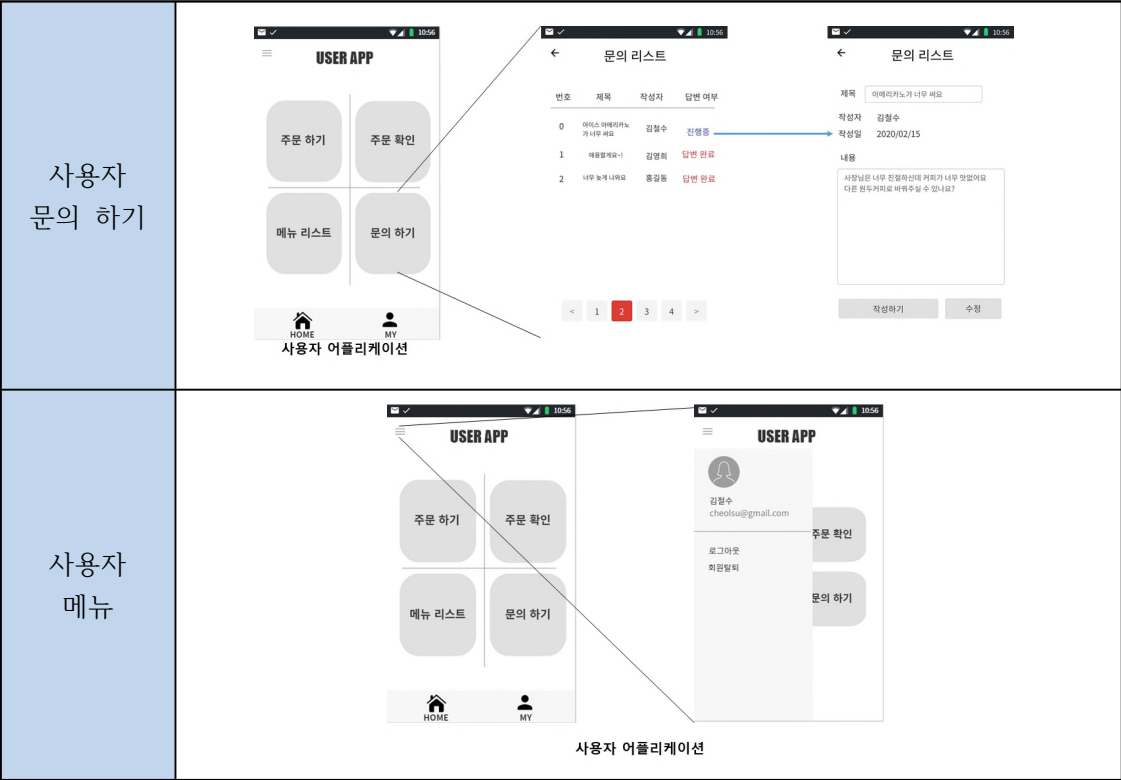 사용자
문의 하기
10:56
USER APP
주문 하기
주문 확인
메뉴 리스트
문의 하기
HOME
MY
사용자 어플리케이션
10:56
문의 리스트
번호 제목 작성자 답변 여부
0 아이스 아메리카노
가 너무 써요 김철수 진행중
1 애용할게요~! 김영희 답변 완료
2 너무 늦게 나와요 홍길동 답변 완료
< 1 2 3 4 >
10:56
문의 리스트
제목 아메리카노가 너무 써요
작성자 김철수
작성일 2020/02/15
내용
사장님은 너무 친절하신데 커피가 너무 맛없어요
다른 원두커피로 바꿔주실 수 있나요?
작성하기 수정
사용자
메뉴
10:56
USER APP
주문 하기
주문 확인
메뉴 리스트
문의 하기
HOME
MY
10:56
USER APP
김철수
cheolsu@gmail.com
로그아웃
회원탈퇴
주문 확인
문의 하기
사용자 어플리케이션